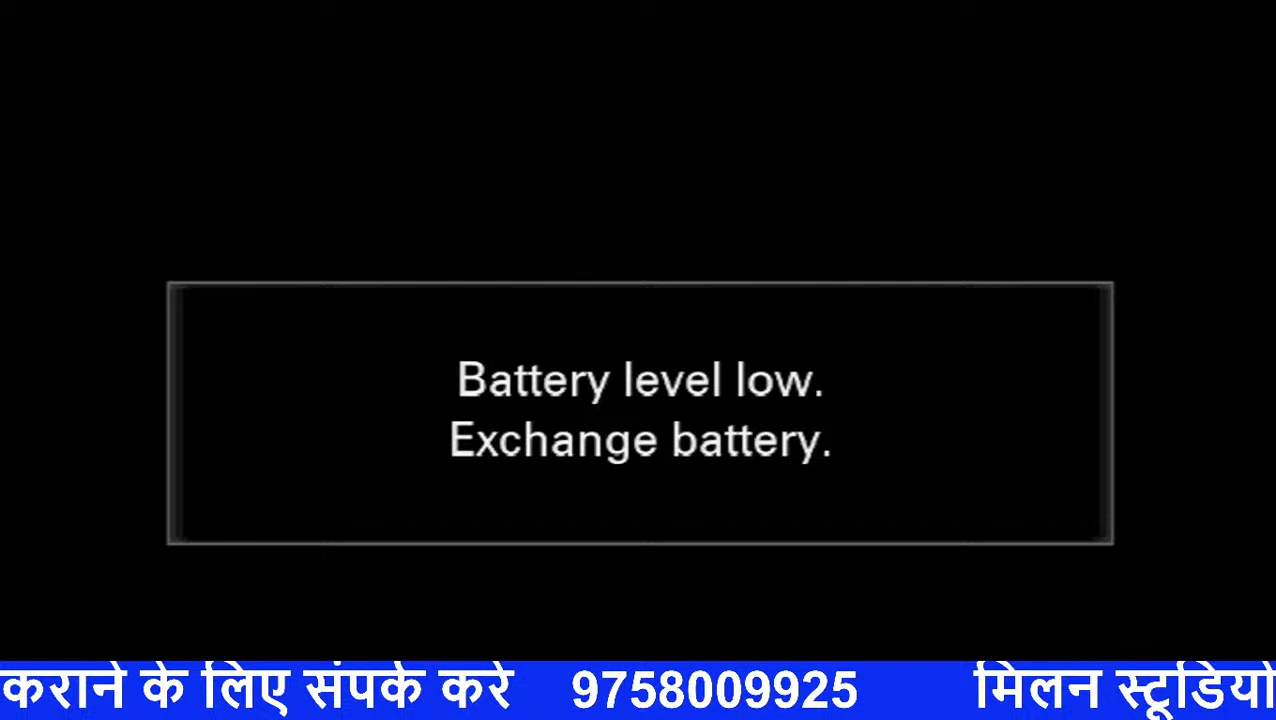 Battery level low.
Exchange battery.
कराने के लिए संपर्क करे 9758009925 मिलन स्टूडियो